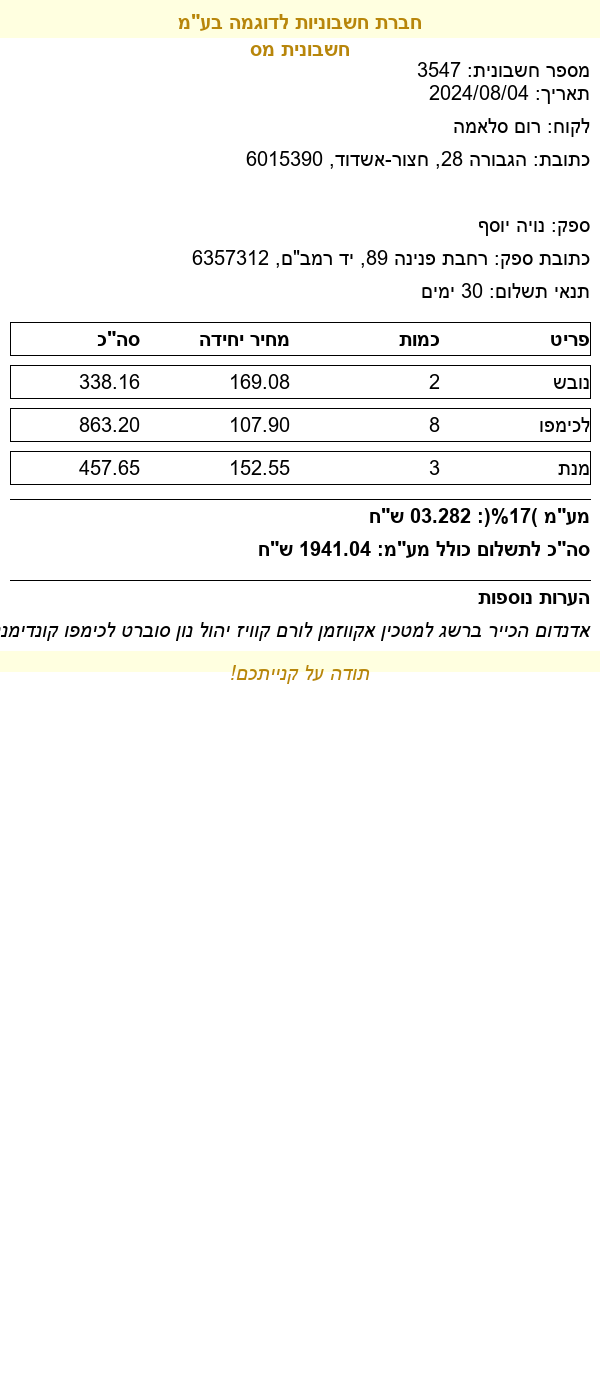 חברת חשבוניות לדוגמה בע"מ
חשבונית מס
מספר חשבונית: 3547
תאריך: 2024/08/04
לקוח: רום סלאמה
כתובת: הגבורה 28, חצור-אשדוד, 6015390
ספק: נויה יוסף
כתובת ספק: רחבת פנינה 89, יד רמב"ם, 6357312
תנאי תשלום: 30 ימים
פריט כמות מחיר יחידה סה"כ
נובש 2 169.08 338.16
לכימפו 8 107.90 863.20
מנת 3 152.55 457.65
מע"מ )17%(: 03.282 ש"ח
סה"כ לתשלום כולל מע"מ: 1941.04 ש"ח
הערות נוספות
אדנדום הכייר ברשג למטכין אקווזמן לורם קוויז יהול נון סוברט לכימפו
תודה על קנייתכם!